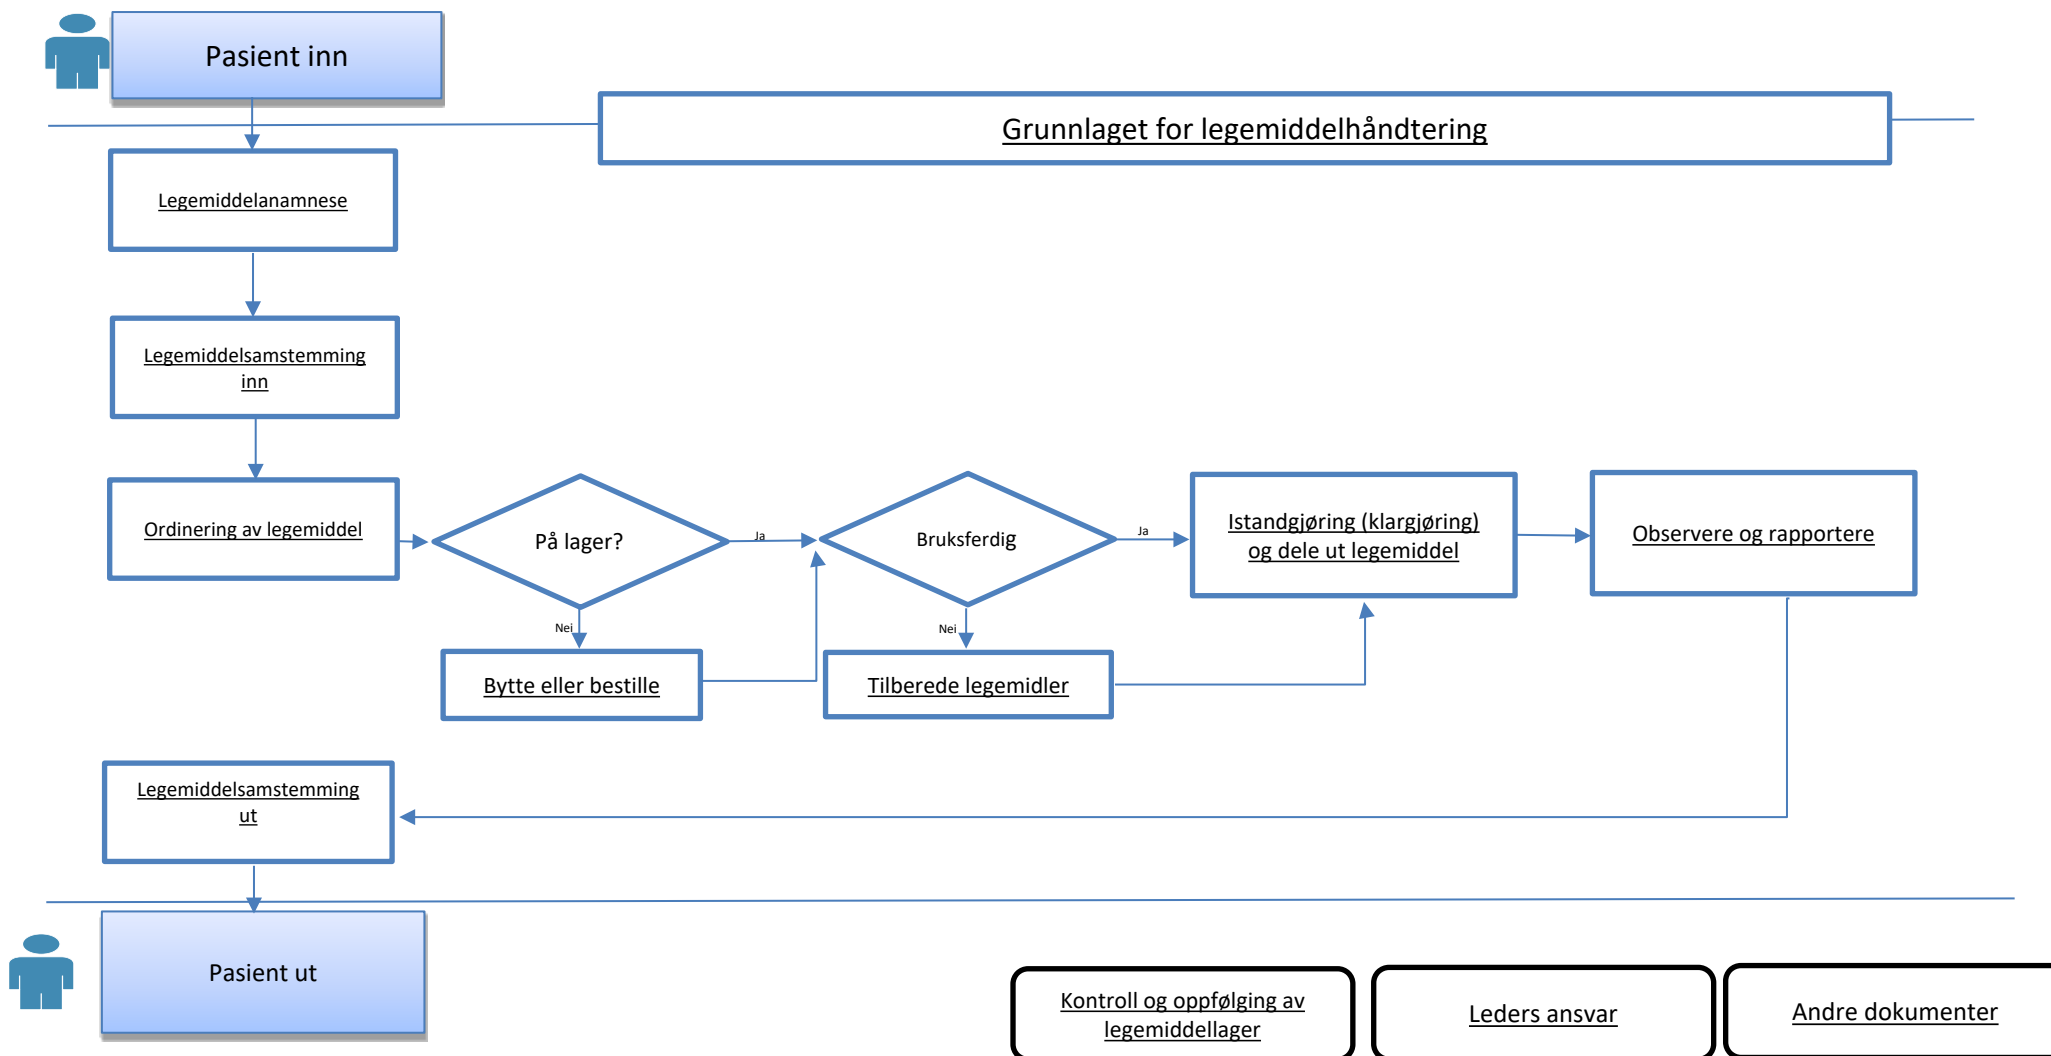 Pasient inn
Grunnlaget for legemiddelhåndtering
Legemiddelanamnese
Legemiddelsamstemming
inn
Ordinering av legemiddel
På lager?
Ja
Bruksferdig
Ja
Istandgjøring (klargjøring)
og dele ut legemiddel
Observere og rapportere
Nei
Nei
Bytte eller bestille
Tilberede legemidler
Legemiddelsamstemming
ut
Pasient ut
Kontroll og oppfølging av
legemiddellager
Leders ansvar
Andre dokumenter